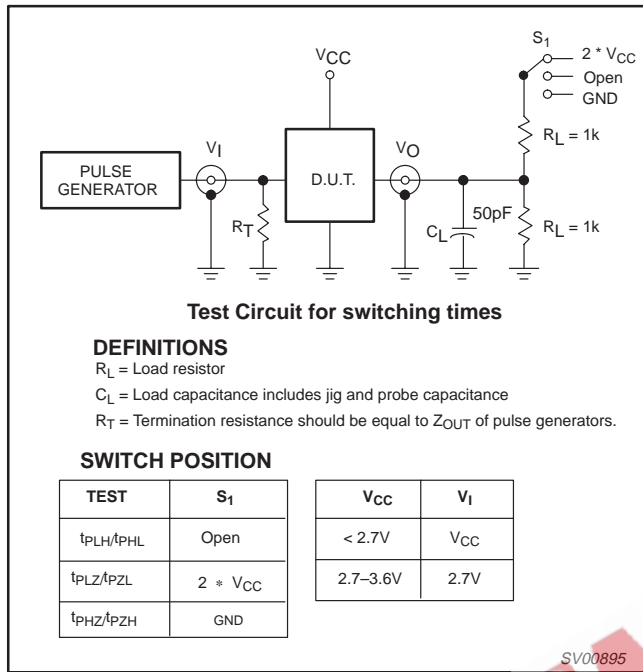 S1
2 * VCC
Open
GND
VCC
RL = 1k
VI
VO
PULSE
GENERATOR
D.U.T.
RT
50pF
CL
RL = 1k
Test Circuit for switching times
DEFINITIONS
RL = Load resistor
CL = Load capacitance includes jig and probe capacitance
RT = Termination resistance should be equal to ZOUT of pulse generators.
SWITCH POSITION
TEST S1
tPLH/tPHL Open
tPLZ/tPZL 2 * VCC
tPHZ/tPZH GND
VCC VI
< 2.7V VCC
2.7–3.6V 2.7V
SV00895